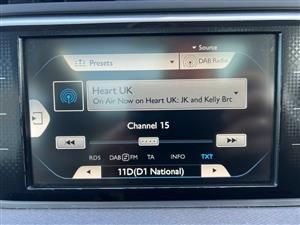 Source
Presets
DAB Radio
Heart UK
On Air Now on Heart UK: JK and Kelly Brc
Channel 15
RDS DAB FM TA INFO TXT
11D(D1 National)